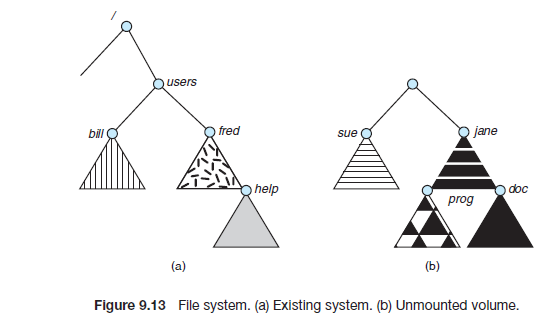 /
users
bill
fred
help
(a)
sue
jane
prog
doc
(b)
Figure 9.13 File system. (a) Existing system. (b) Unmounted volume.